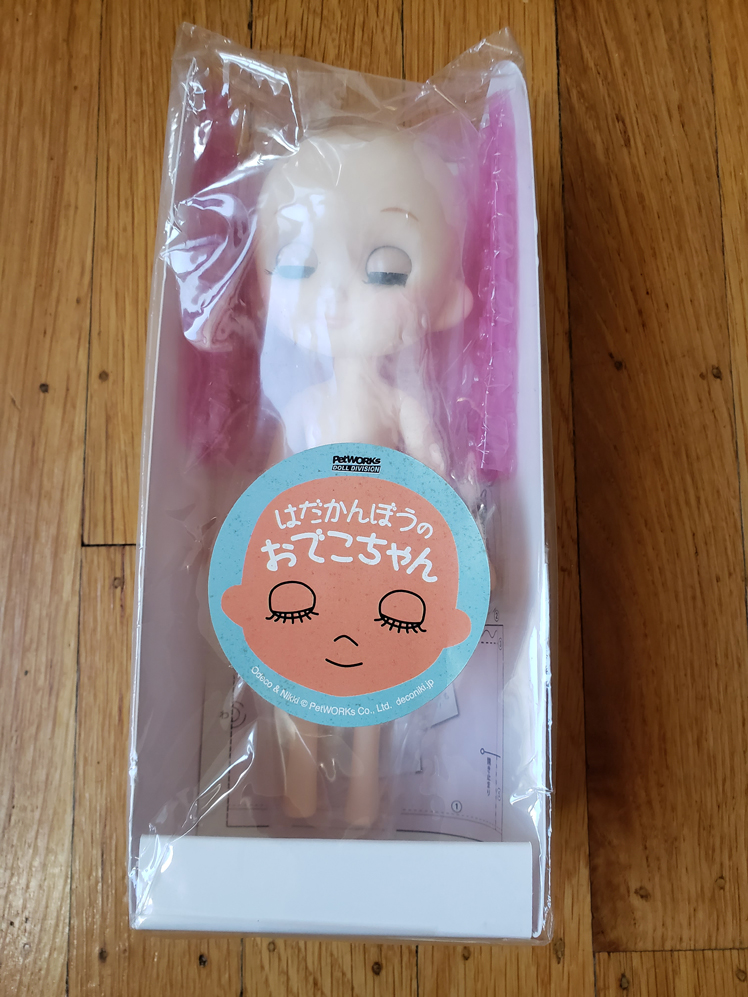 PetWORKs
DOLL DIVISION
はだかんぼうの
おでこちゃん
Odeco & Nikki © PetWORKs Co., Ltd. deconiki.jp
①